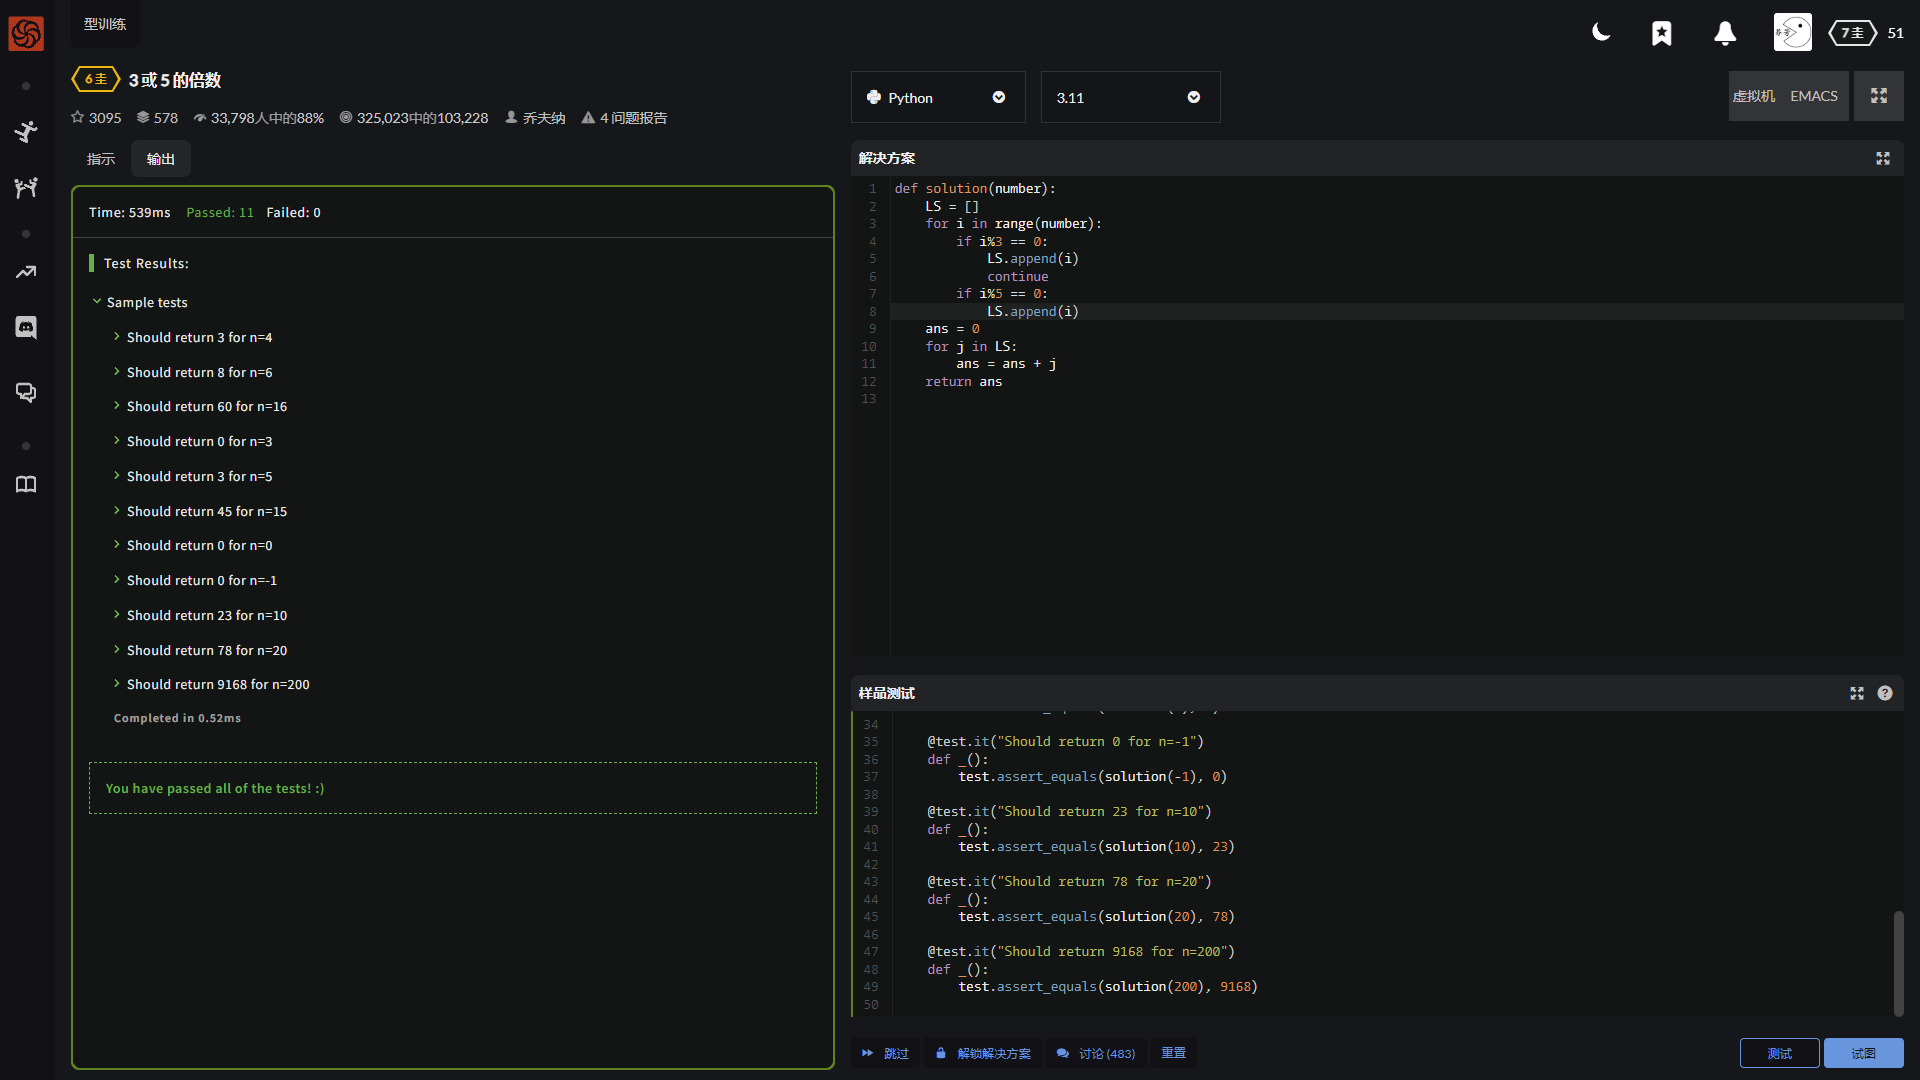 型训练
7 圭 51
6 圭 3 或 5 的倍数
3095 578 33,798人中的88% 325,023中的103,228 乔夫纳 4 问题报告
指示 输出
Time: 539ms Passed: 11 Failed: 0
Test Results:
Sample tests
Should return 3 for n=4
Should return 8 for n=6
Should return 60 for n=16
Should return 0 for n=3
Should return 3 for n=5
Should return 45 for n=15
Should return 0 for n=0
Should return 0 for n=-1
Should return 23 for n=10
Should return 78 for n=20
Should return 9168 for n=200
Completed in 0.52ms
You have passed all of the tests! :)
Python 3.11 虚拟机 EMACS
解决方案
1 def solution(number):
2 LS = []
3 for i in range(number):
4 if i%3 == 0:
5 LS.append(i)
6 continue
7 if i%5 == 0:
8 LS.append(i)
9 ans = 0
10 for j in LS:
11 ans = ans + j
12 return ans
13
样品测试
34
35 @test.it("Should return 0 for n=-1")
36 def _():
37 test.assert_equals(solution(-1), 0)
38
39 @test.it("Should return 23 for n=10")
40 def _():
41 test.assert_equals(solution(10), 23)
42
43 @test.it("Should return 78 for n=20")
44 def _():
45 test.assert_equals(solution(20), 78)
46
47 @test.it("Should return 9168 for n=200")
48 def _():
49 test.assert_equals(solution(200), 9168)
50
跳过 解锁解决方案 讨论 (483) 重置 测试 试图